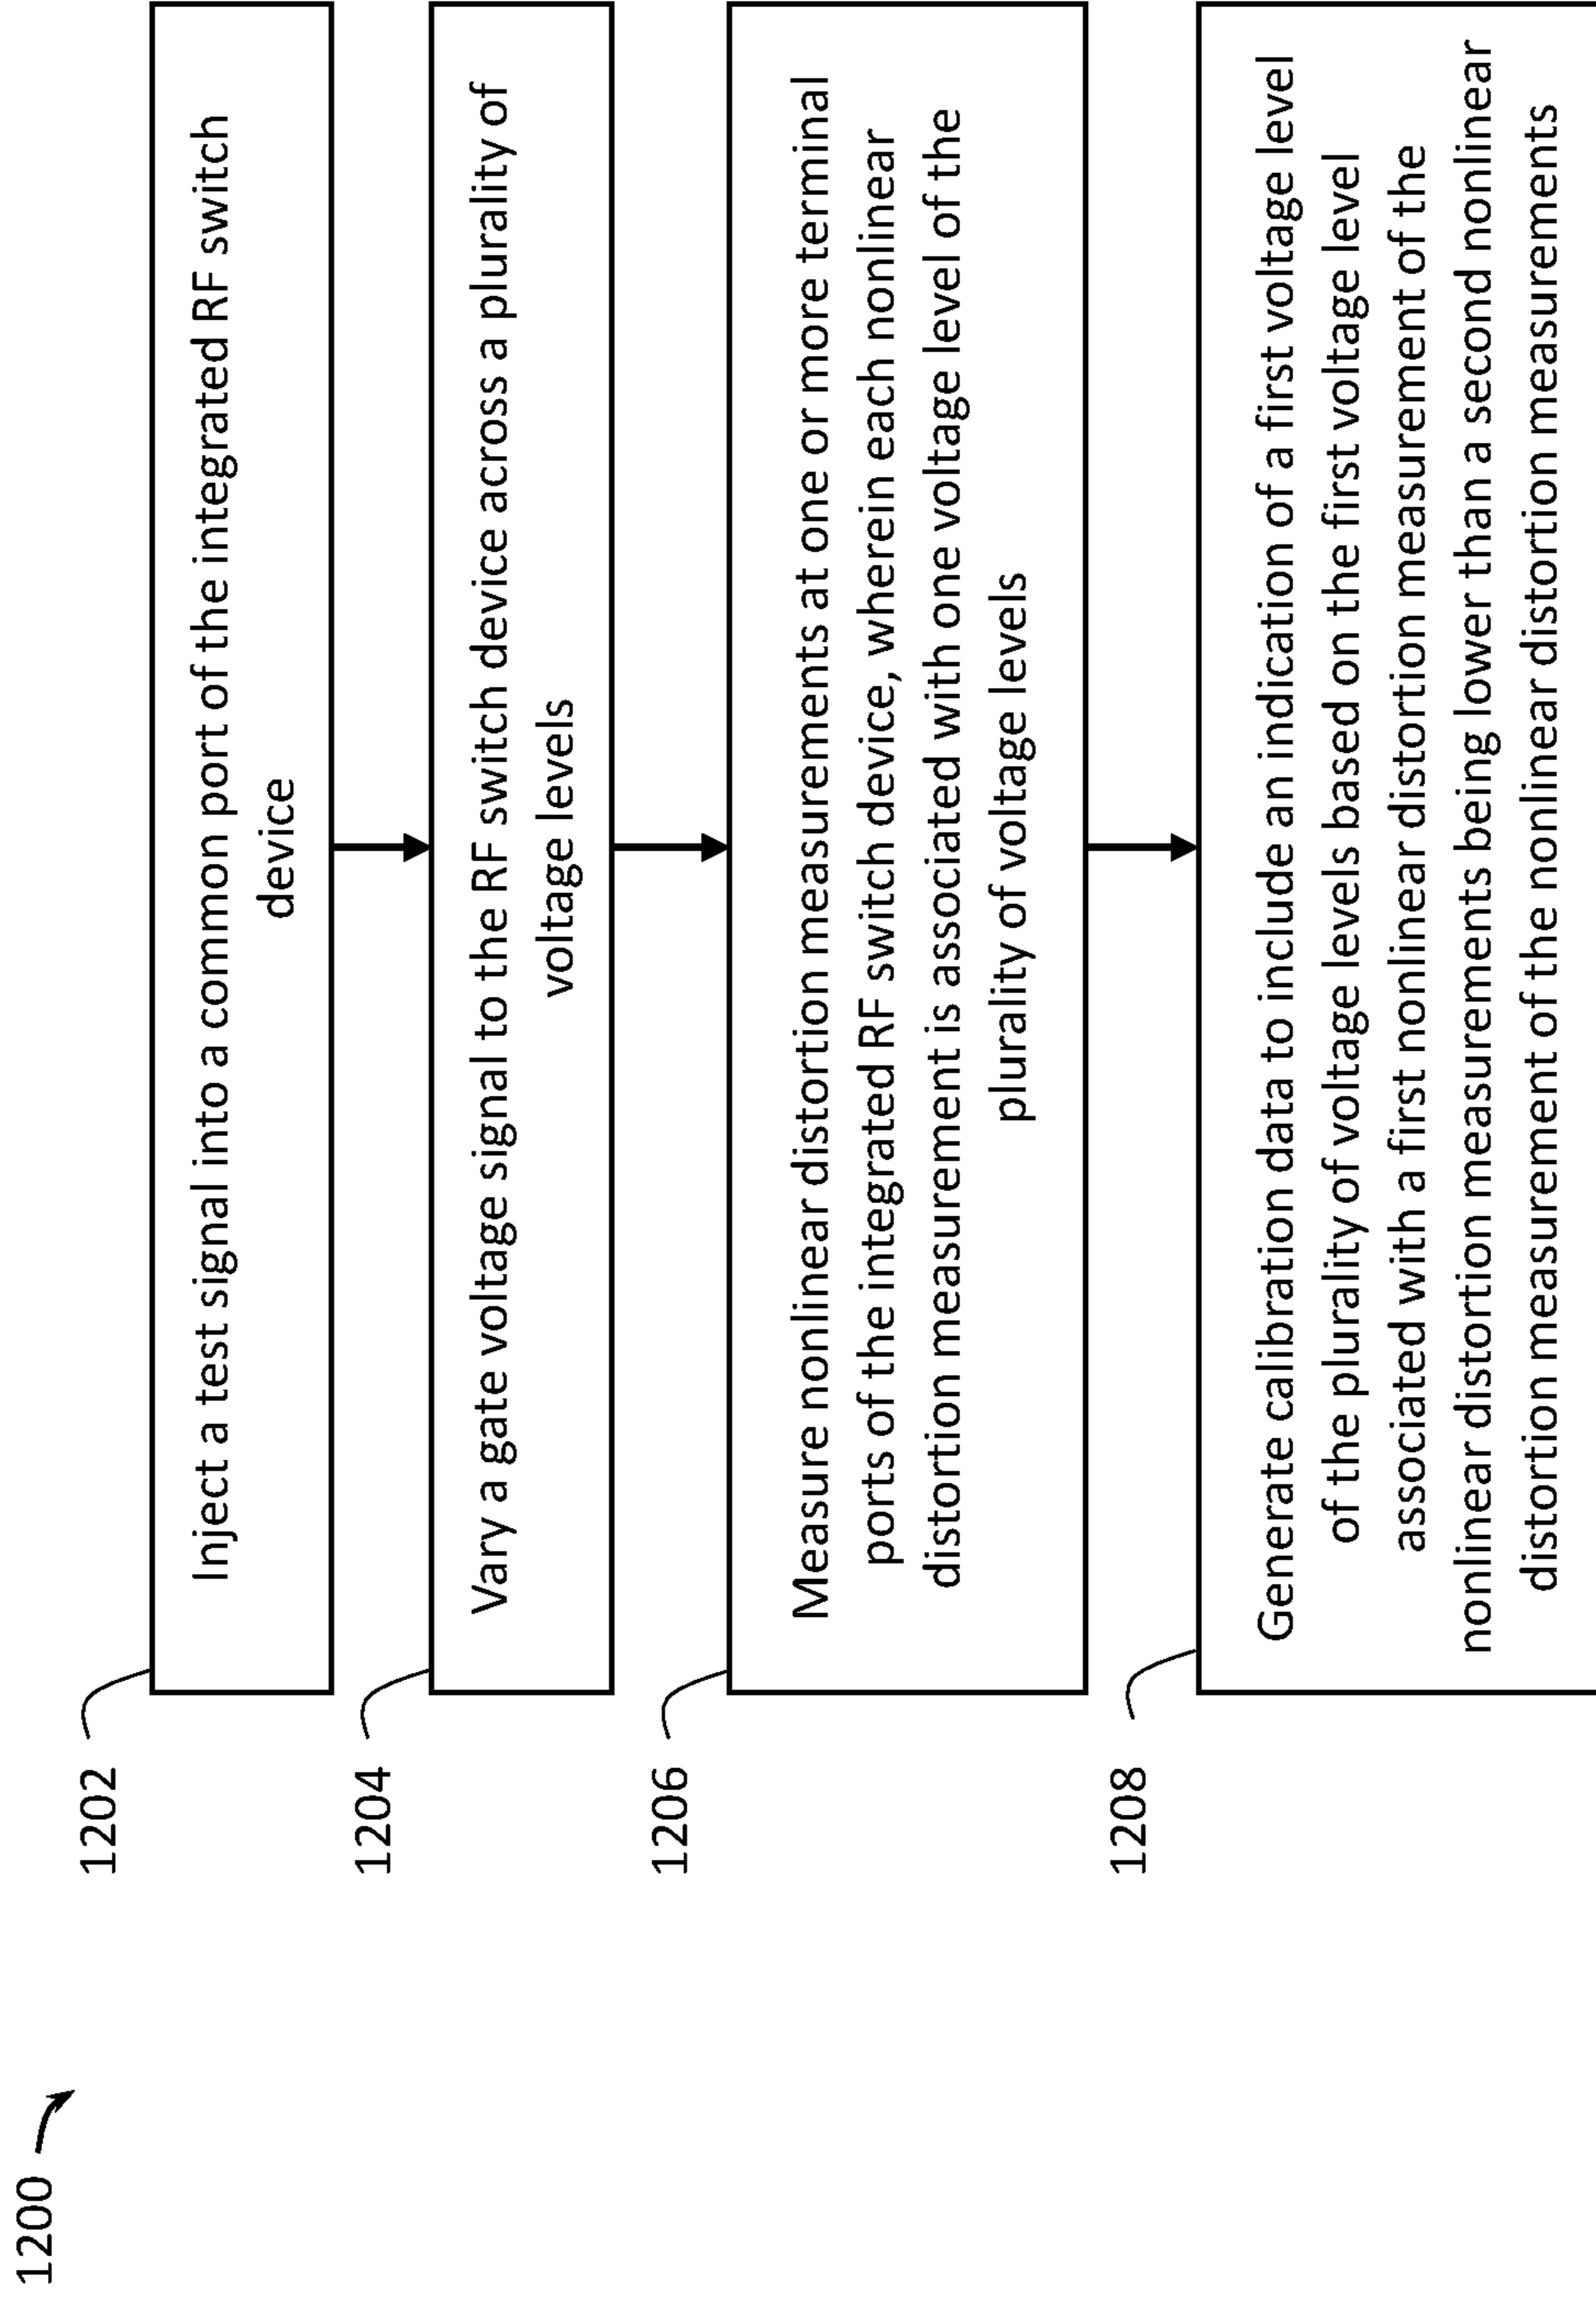 1200
1202
Inject a test signal into a common port of the integrated RF switch
device
1204
Vary a gate voltage signal to the RF switch device across a plurality of
voltage levels
1206
Measure nonlinear distortion measurements at one or more terminal
ports of the integrated RF switch device, wherein each nonlinear
distortion measurement is associated with one voltage level of the
plurality of voltage levels
1208
Generate calibration data to include an indication of a first voltage level
of the plurality of voltage levels based on the first voltage level
associated with a first nonlinear distortion measurement of the
nonlinear distortion measurements being lower than a second nonlinear
distortion measurement of the nonlinear distortion measurements